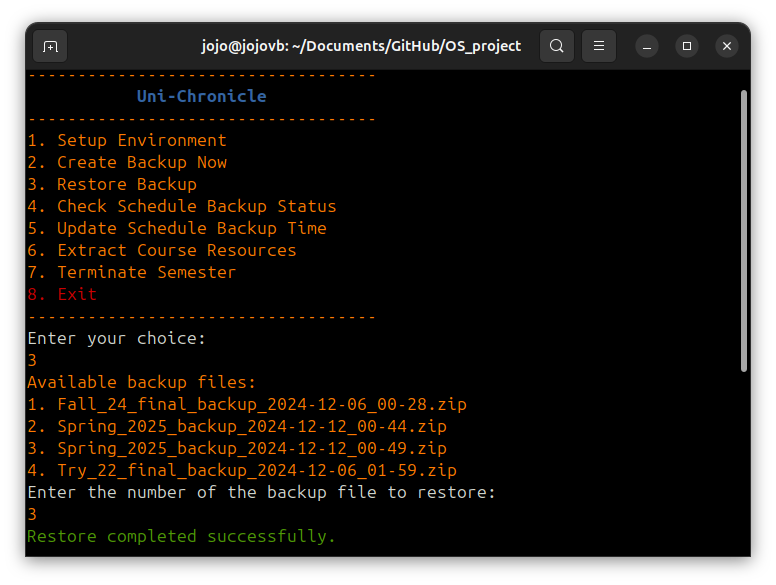 jojo@jojovb: ~/Documents/GitHub/OS_project
-----------------------------------
Uni-Chronicle
-----------------------------------
1. Setup Environment
2. Create Backup Now
3. Restore Backup
4. Check Schedule Backup Status
5. Update Schedule Backup Time
6. Extract Course Resources
7. Terminate Semester
8. Exit
-----------------------------------
Enter your choice:
3
Available backup files:
1. Fall_24_final_backup_2024-12-06_00-28.zip
2. Spring_2025_backup_2024-12-12_00-44.zip
3. Spring_2025_backup_2024-12-12_00-49.zip
4. Try_22_final_backup_2024-12-06_01-59.zip
Enter the number of the backup file to restore:
3
Restore completed successfully.